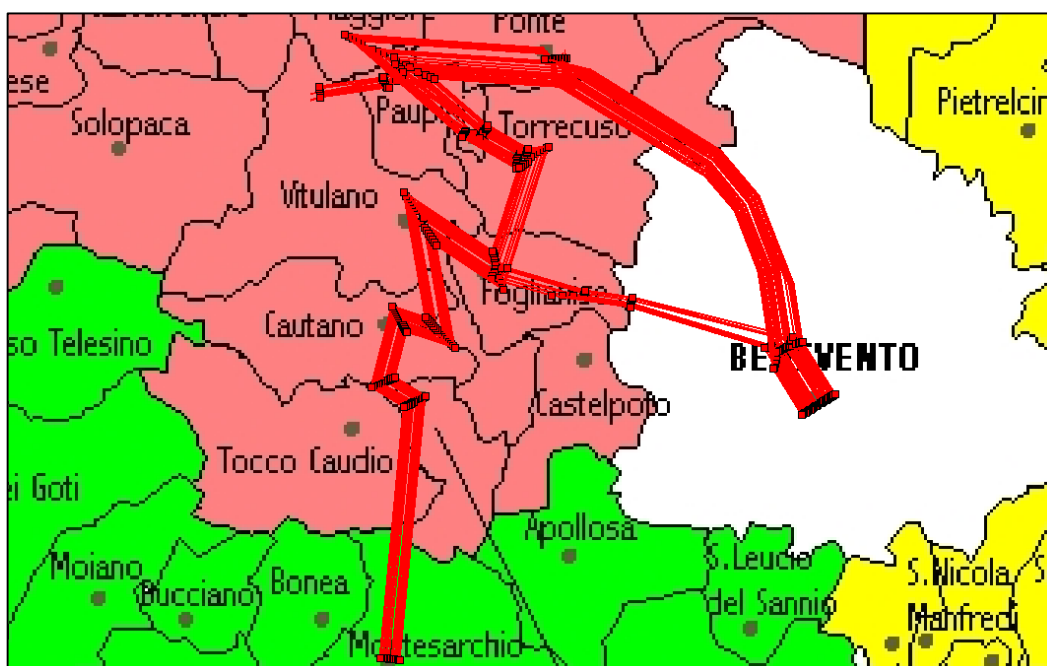 Ponte
ese
Pietrelcin
Solopaca
Paup
Torrecuso
Vitulano
Foglianise
Cautano
so Telesino
BENEVENTO
Castelpoto
Tocco Caudio
ei Goti
Apollosa
Moiano
Bonea
S.Leucio
S.Nicola
S
Bucciano
del Sannio
Manfredi
Montesarchio